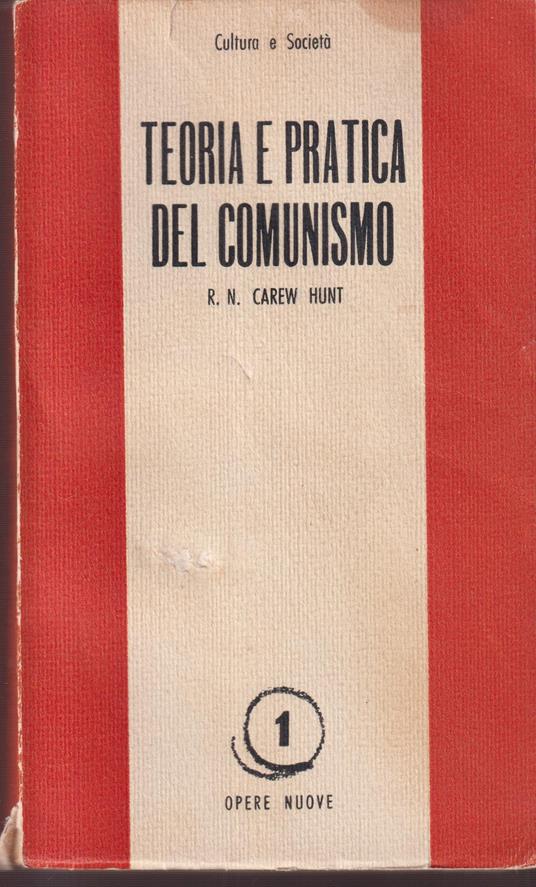 Cultura e Società
TEORIA E PRATICA
DEL COMUNISMO
R. N. CAREW HUNT
1
OPERE NUOVE